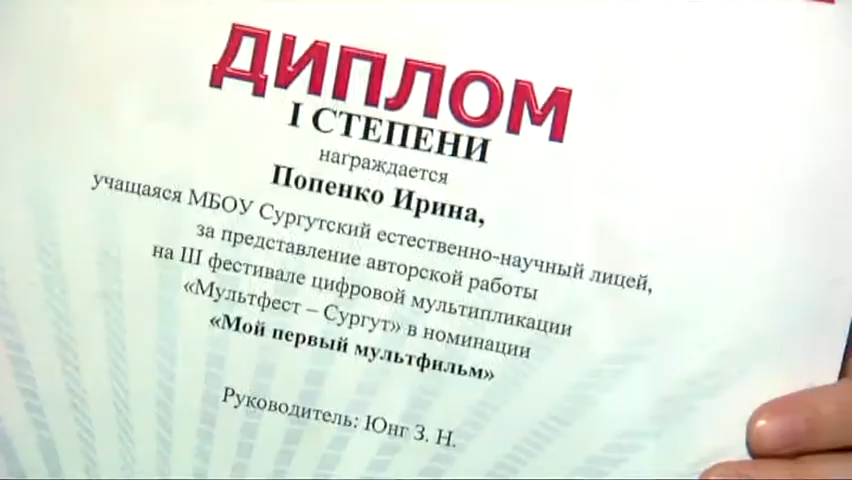 ДИПЛОМ
I СТЕПЕНИ
награждается
Попенко Ирина,
учащаяся МБОУ Сургутский естественно-научный лицей,
за представление авторской работы
на III фестивале цифровой мультипликации
«Мультфест – Сургут» в номинации
«Мой первый мультфильм»
Руководитель: Юнг З. Н.